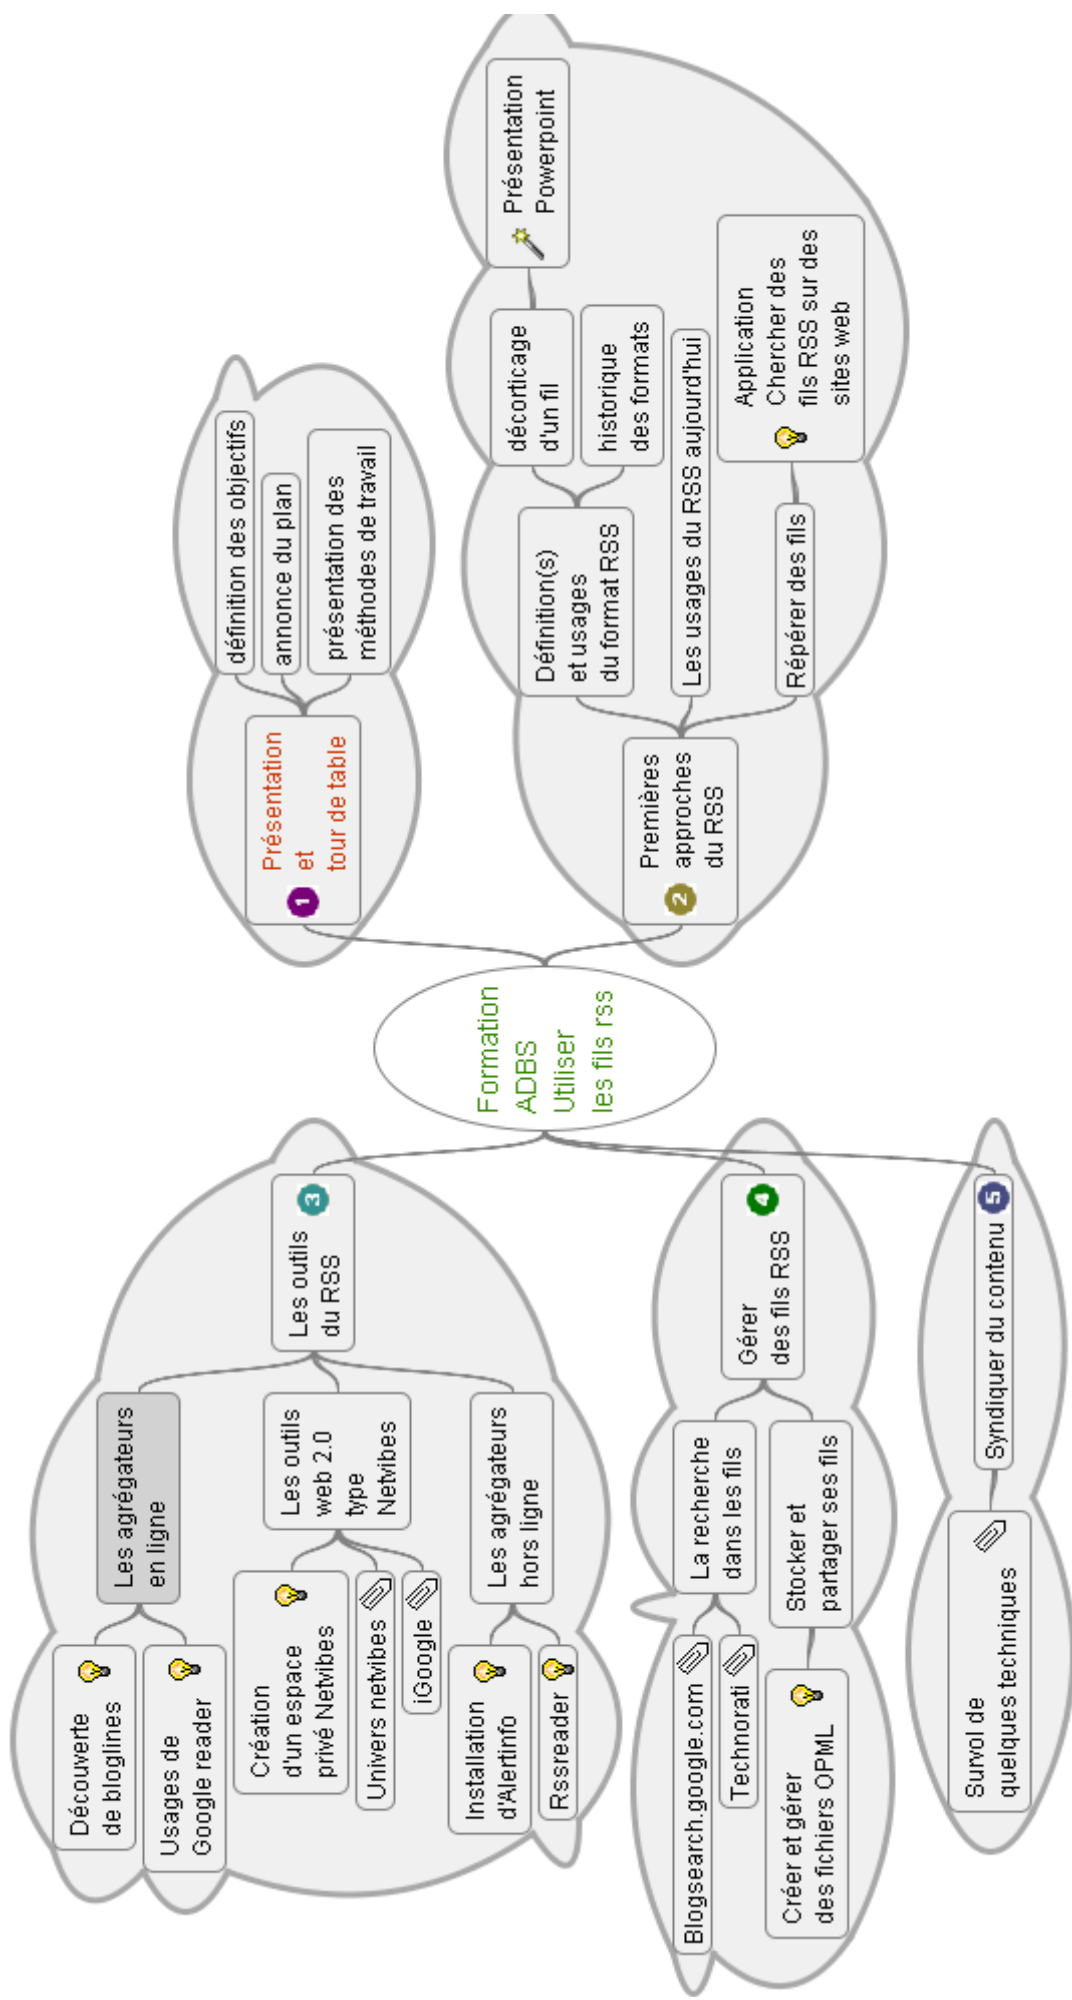 Formation
ADBS
Utiliser
les fils rss
1
Présentation
et
tour de table
définition des objectifs
annonce du plan
présentation des
méthodes de travail
2
Premières
approches
du RSS
Définition(s)
et usages
du format RSS
décorticage
d'un fil
Présentation
Powerpoint
historique
des formats
Les usages du RSS aujourd'hui
Répérer des fils
Application
Chercher des
fils RSS sur des
sites web
3
Les outils
du RSS
Les agrégateurs
en ligne
Découverte
de bloglines
Usages de
Google reader
Les outils
web 2.0
type
Netvibes
Création
d'un espace
privé Netvibes
Univers netvibes
iGoogle
Les agrégateurs
hors ligne
Installation
d'Alertinfo
Rssreader
4
Gérer
des fils RSS
La recherche
dans les fils
Blogsearch.google.com
Technorati
Stocker et
partager ses fils
Créer et gérer
des fichiers OPML
5
Syndiquer du contenu
Survol de
quelques techniques